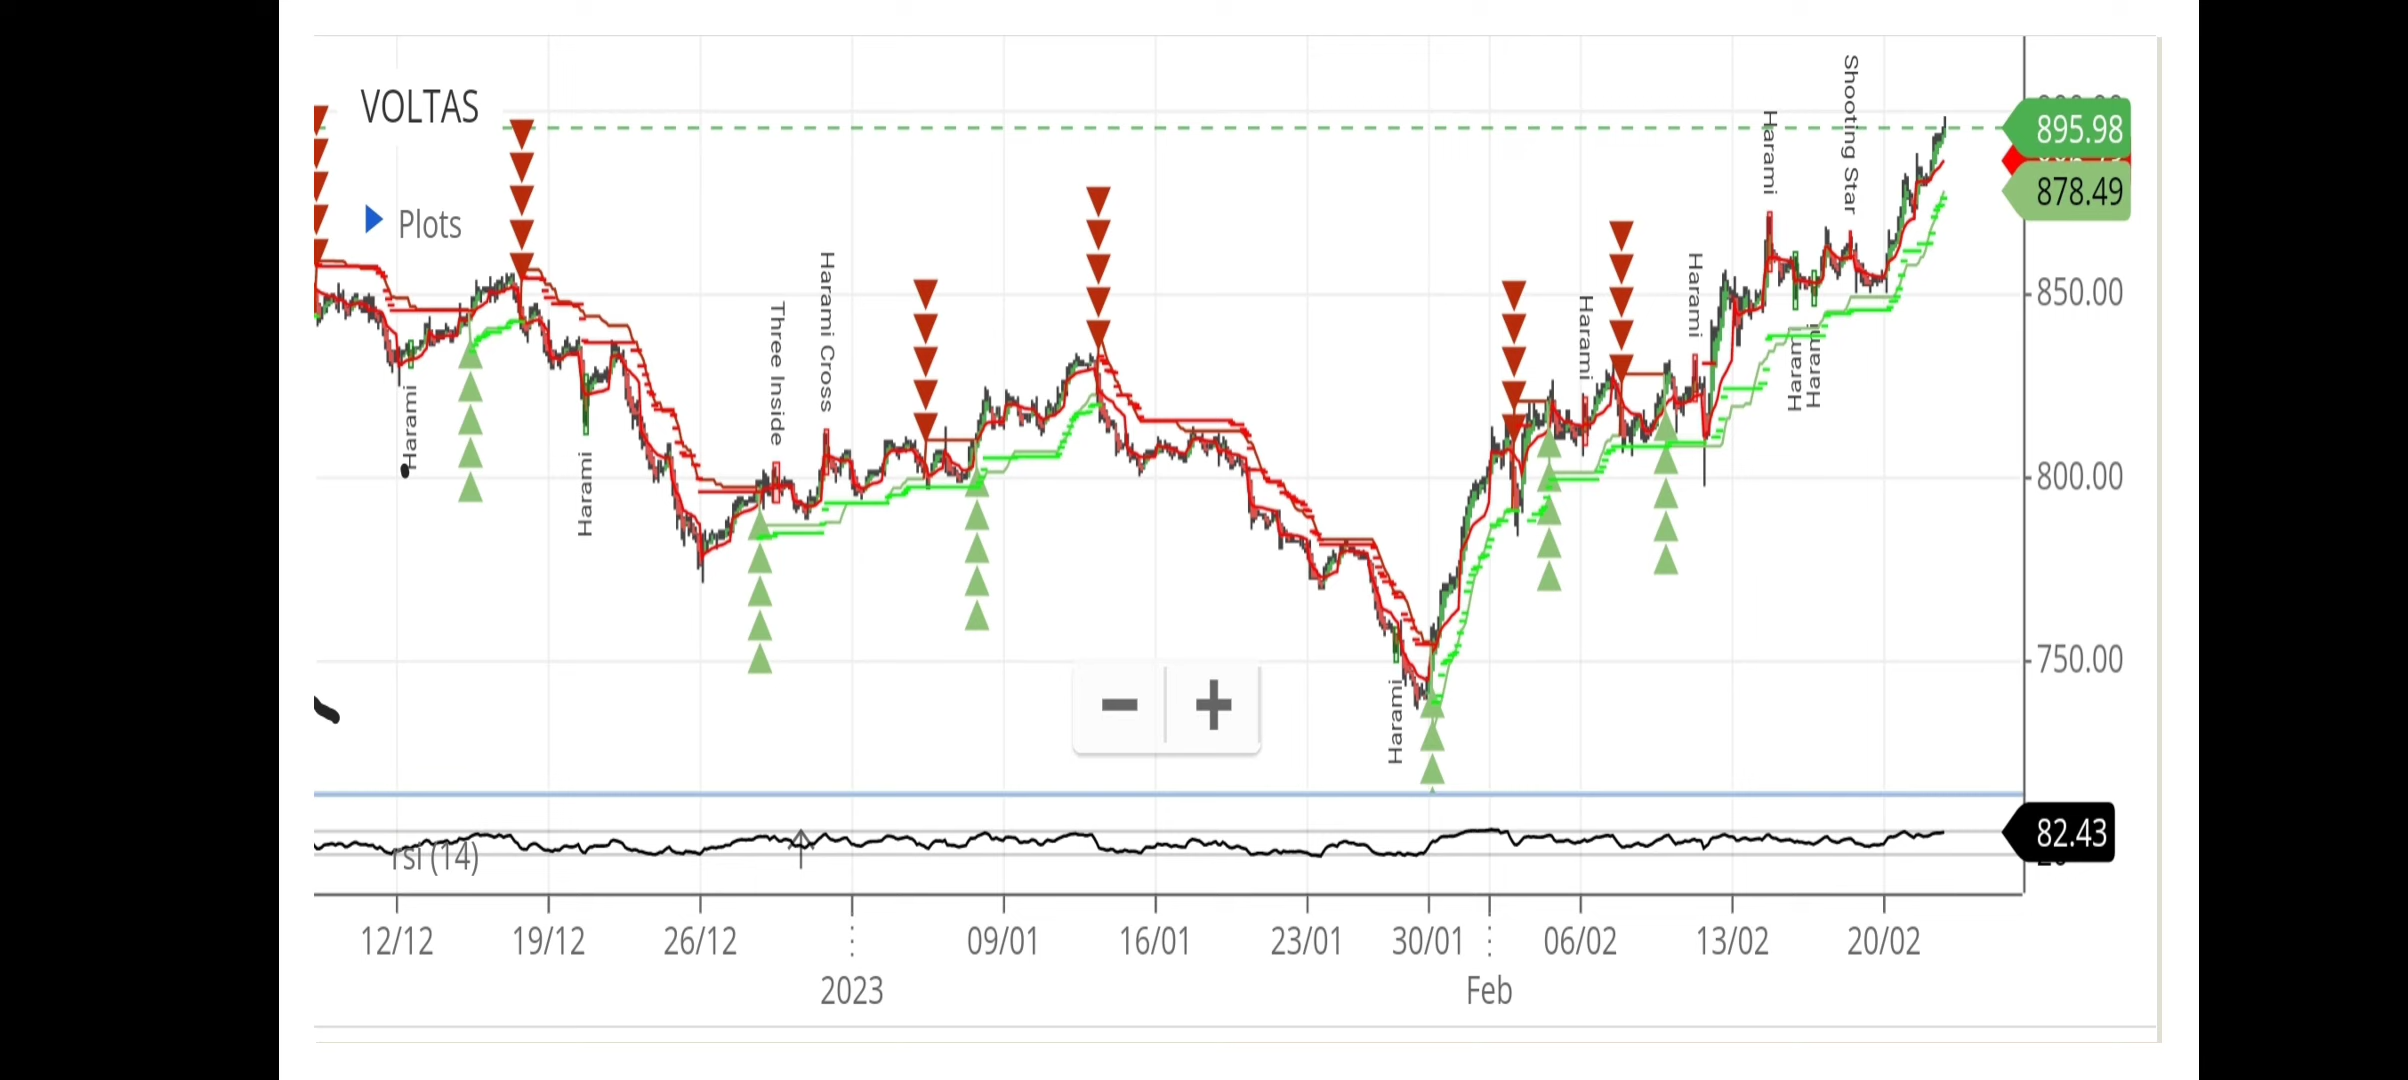 VOLTAS
Plots
Harami
Harami
Three Inside
Harami Cross
Harami
Harami
Harami
Harami
Harami
Harami
Shooting Star
895.98
878.49
850.00
800.00
750.00
rsi (14)
82.43
12/12
19/12
26/12
09/01
16/01
23/01
30/01
06/02
13/02
20/02
2023
Feb